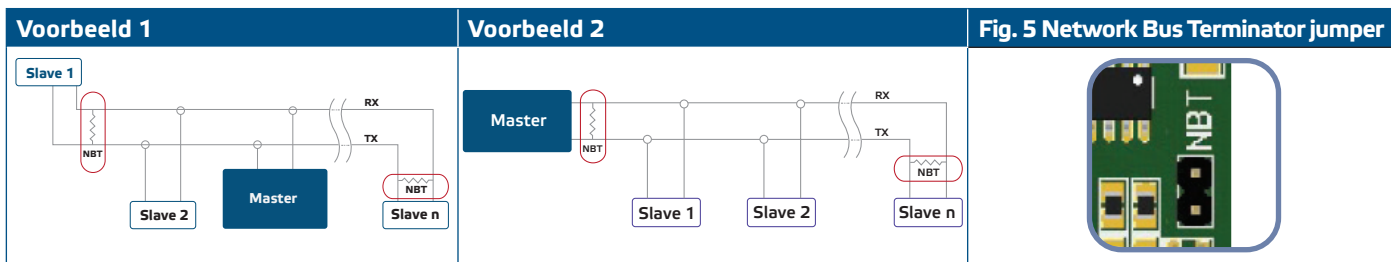 Voorbeeld 1
Slave 1
RX
TX
NBT
NBT
Slave 2
Master
Slave n
Voorbeeld 2
Master
RX
TX
NBT
NBT
Slave 1
Slave 2
Slave n
Fig. 5 Network Bus Terminator jumper
NBT